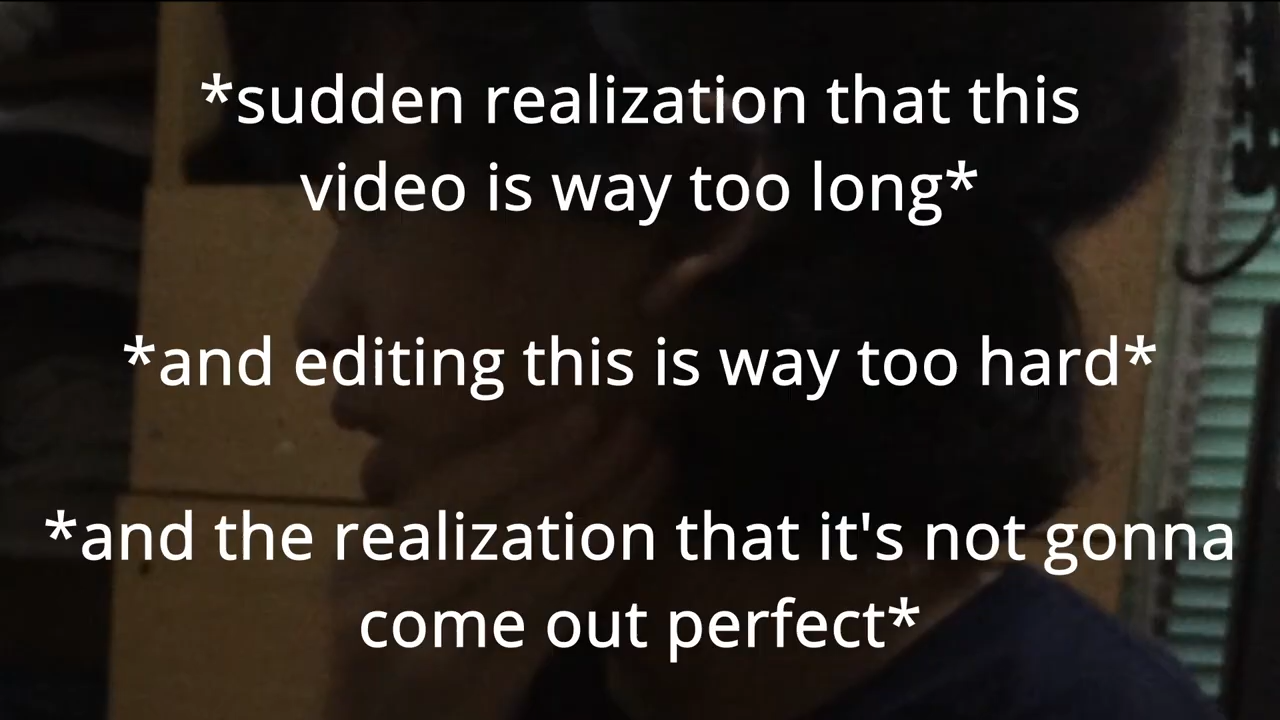 *sudden realization that this
video is way too long*
*and editing this is way too hard*
*and the realization that it's not gonna
come out perfect*